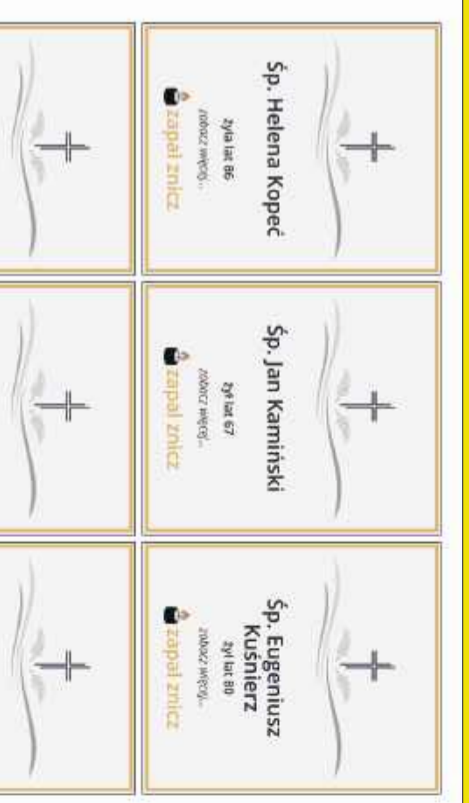 Śp. Helena Kopeć
żyła lat 86
zobacz więcej...
zapal znicz
Śp. Jan Kamiński
żył lat 67
zobacz więcej...
zapal znicz
Śp. Eugeniusz
Kuśnierz
żył lat 80
zobacz więcej...
zapal znicz